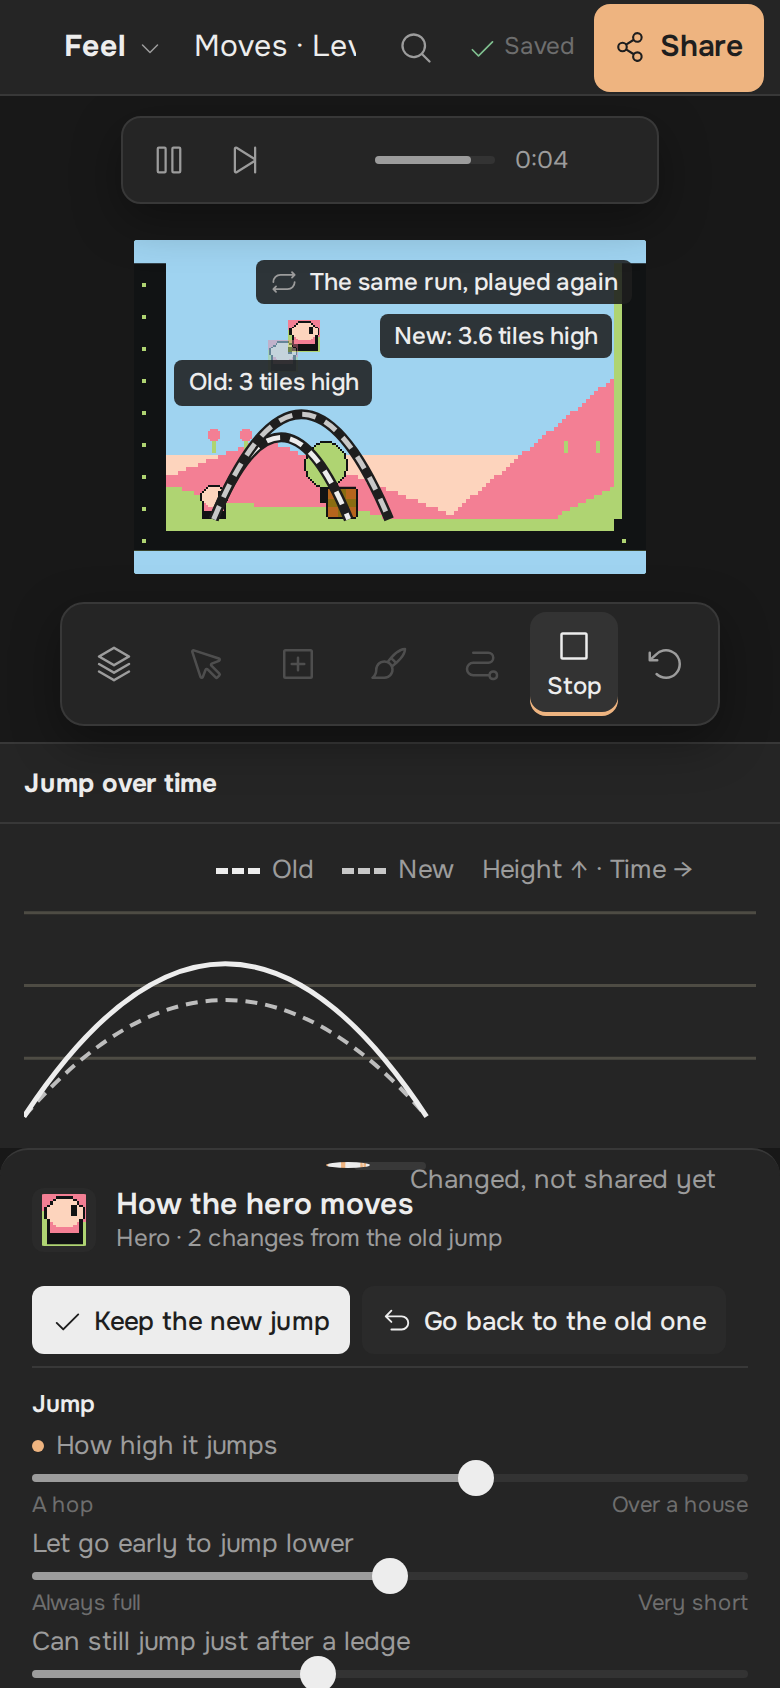 Feel
Moves · Lev
Saved
Share
0:04
The same run, played again
New: 3.6 tiles high
Old: 3 tiles high
Stop
Jump over time
Old
New
Height ↑ · Time →
Changed, not shared yet
How the hero moves
Hero · 2 changes from the old jump
Keep the new jump
Go back to the old one
Jump
How high it jumps
A hop
Over a house
Let go early to jump lower
Always full
Very short
Can still jump just after a ledge